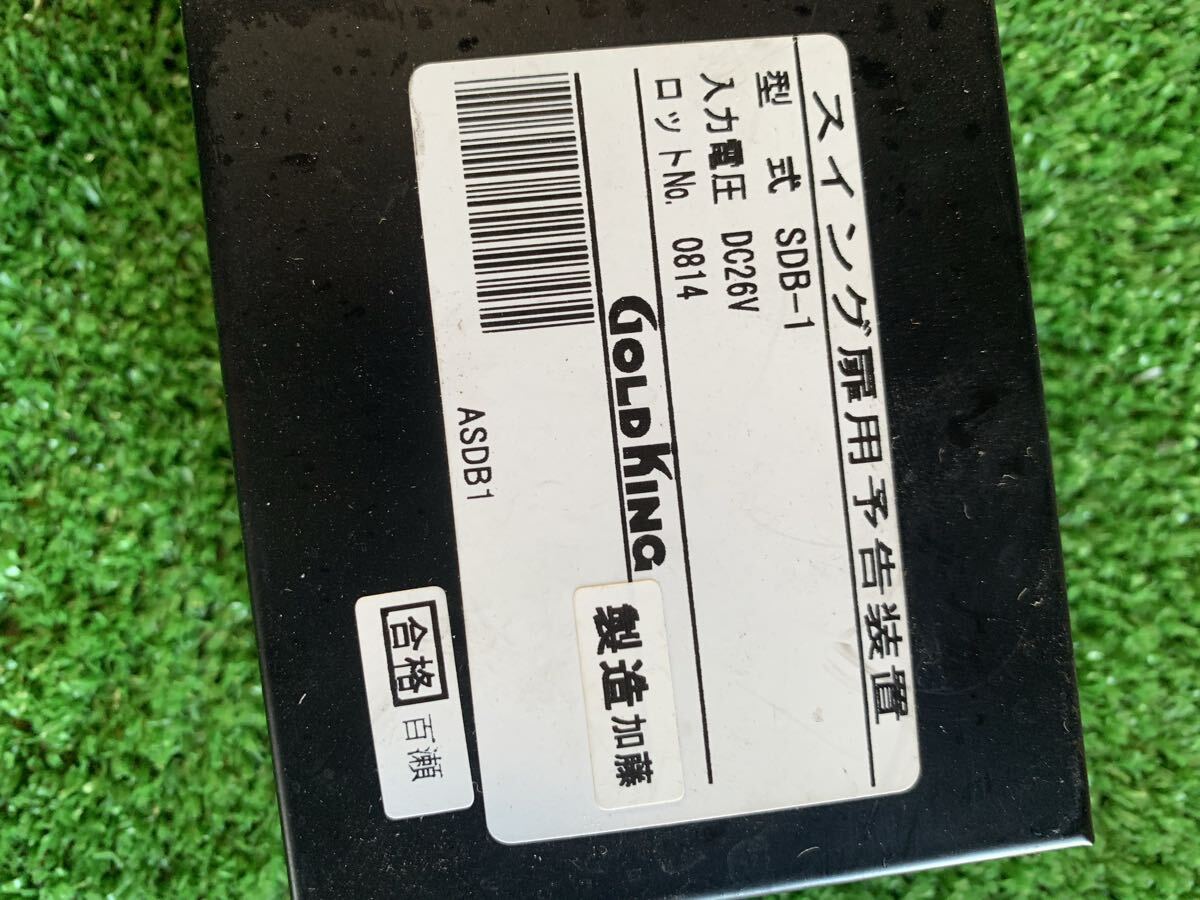 スイング扉用予告装置
型式 SDB-1
入力電圧 DC26V
ロットNo. 0814
GOLDKING
製造 加藤
ASDB1
合格 百瀬